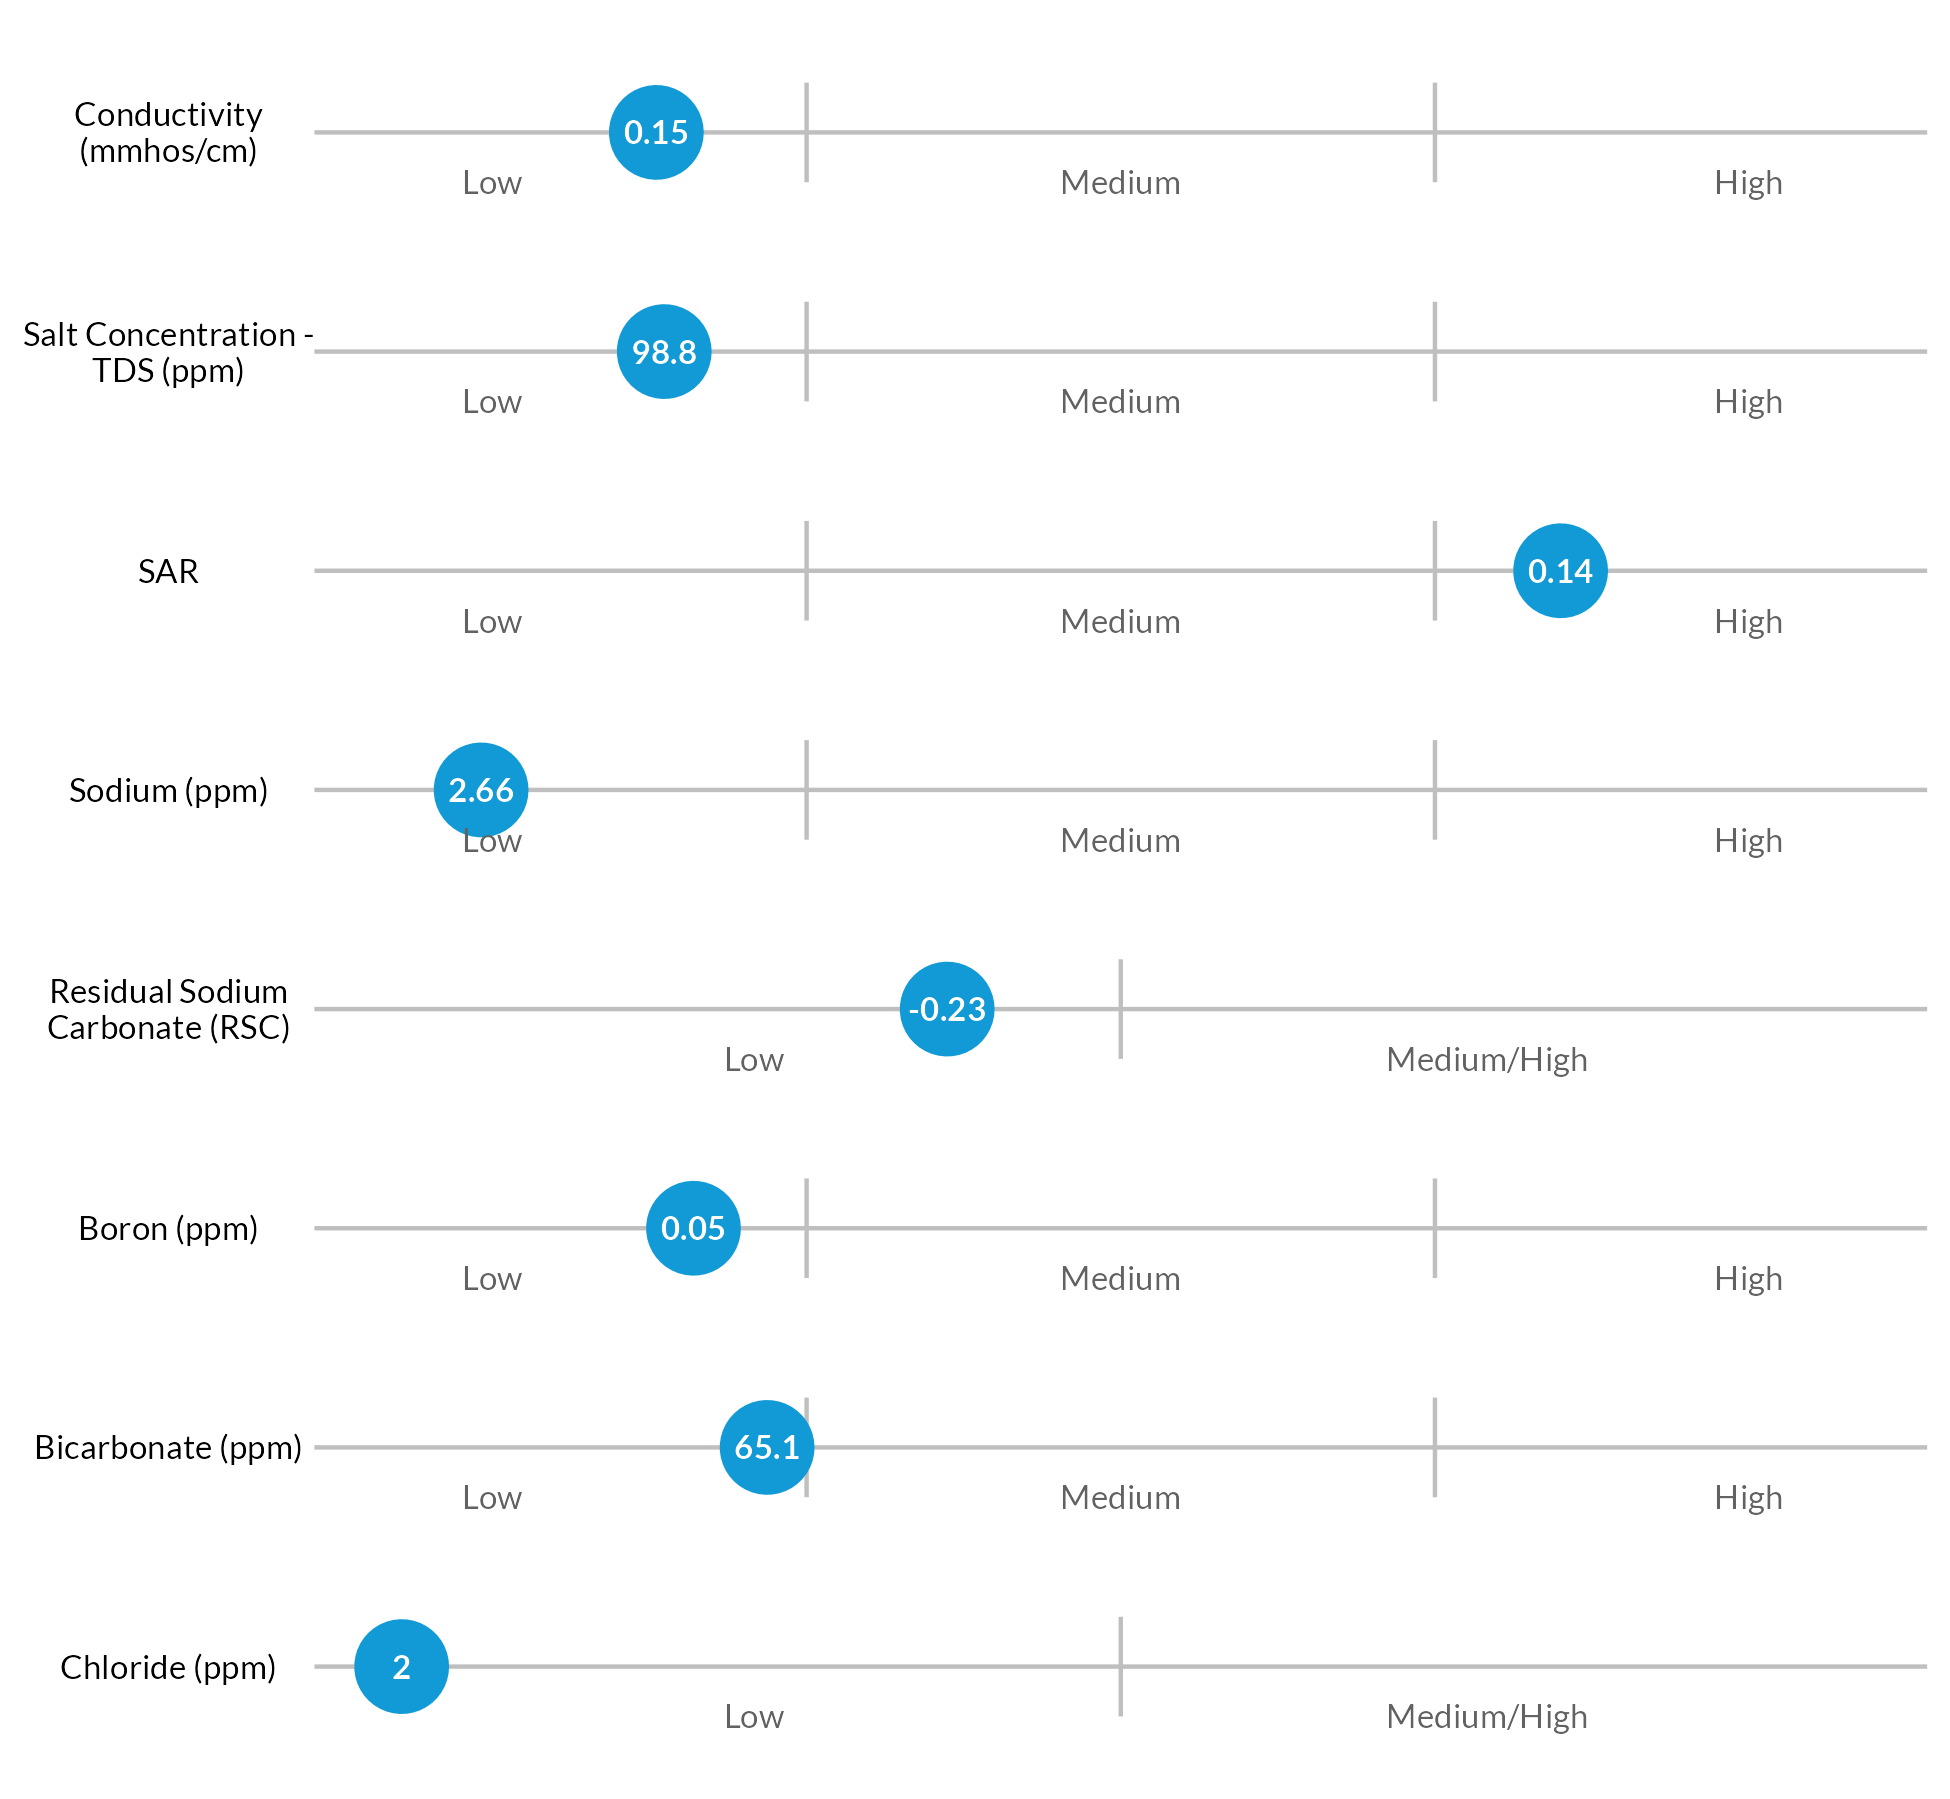 Conductivity
(mmhos/cm)
0.15
Low
Medium
High
Salt Concentration -
TDS (ppm)
98.8
Low
Medium
High
SAR
0.14
Low
Medium
High
Sodium (ppm)
2.66
Low
Medium
High
Residual Sodium
Carbonate (RSC)
-0.23
Low
Medium/High
Boron (ppm)
0.05
Low
Medium
High
Bicarbonate (ppm)
65.1
Low
Medium
High
Chloride (ppm)
2
Low
Medium/High